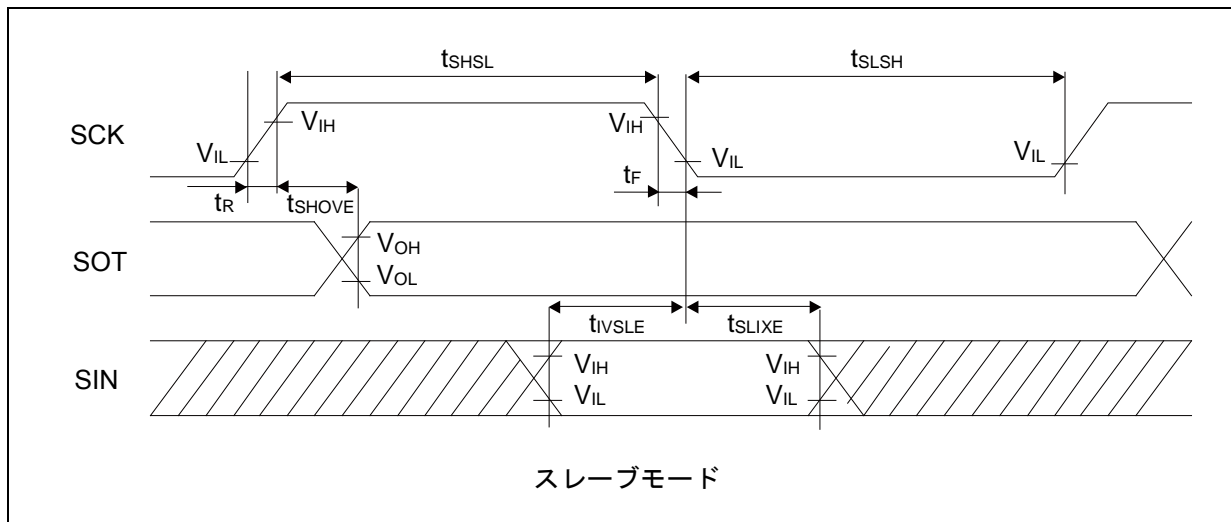 tSHSL
tSLSH
SCK
VIH
VIH
VIL
VIL
VIL
tF
tR
tSHOVE
SOT
VOH
VOL
tIVSLE
tSLIXE
SIN
VIH
VIH
VIL
VIL
スレーブモード